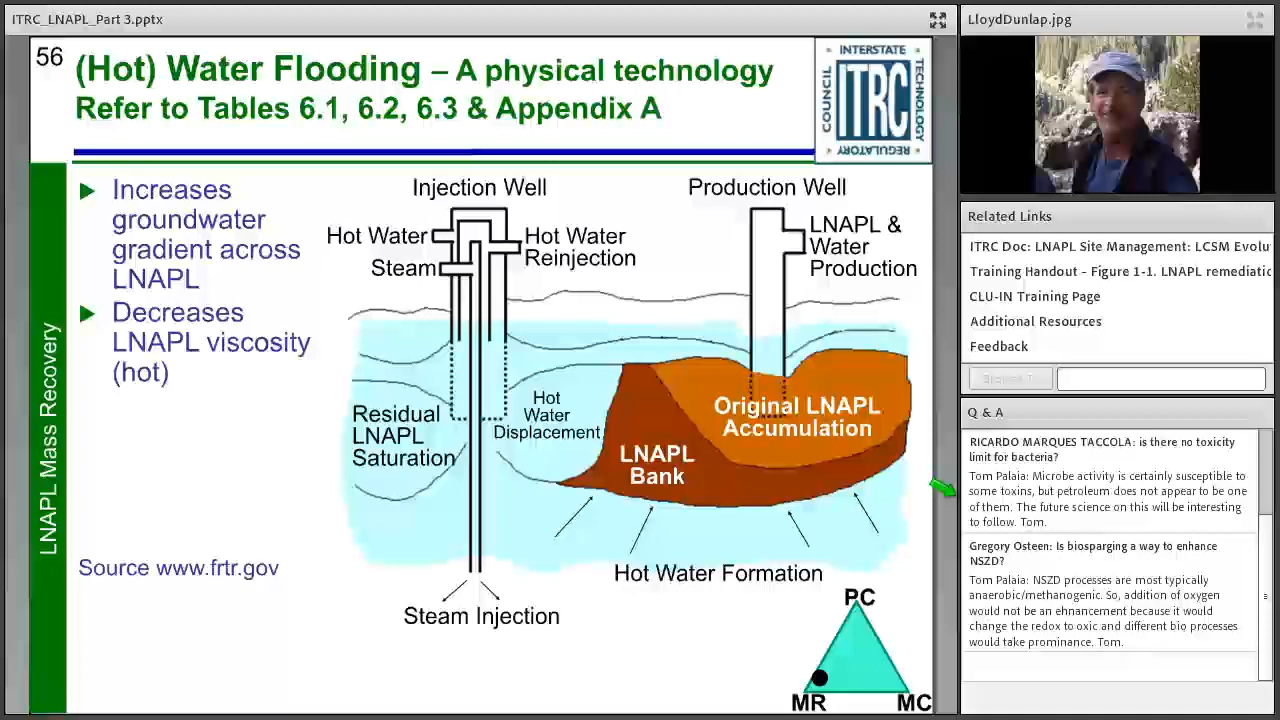 ITRC_LNAPL_Part 3.pptx
56
(Hot) Water Flooding – A physical technology
Refer to Tables 6.1, 6.2, 6.3 & Appendix A
INTERSTATE
COUNCIL
ITRC
TECHNOLOGY
REGULATORY
LNAPL Mass Recovery
Increases
groundwater
gradient across
LNAPL
Decreases
LNAPL viscosity
(hot)
Source www.frtr.gov
Injection Well
Production Well
Hot Water
Steam
Hot Water
Reinjection
LNAPL &
Water
Production
Residual
LNAPL
Saturation
Hot
Water
Displacement
LNAPL
Bank
Original LNAPL
Accumulation
Hot Water Formation
Steam Injection
PC
MR
MC
LloydDunlap.jpg
Related Links
ITRC Doc: LNAPL Site Management: LCSM Evolu
Training Handout - Figure 1-1. LNAPL remediatic
CLU-IN Training Page
Additional Resources
Feedback
Q & A
RICARDO MARQUES TACCOLA: is there no toxicity
limit for bacteria?
Tom Palaia: Microbe activity is certainly susceptible to
some toxins, but petroleum does not appear to be one
of them. The future science on this will be interesting
to follow. Tom.
Gregory Osteen: Is biosparging a way to enhance
NSZD?
Tom Palaia: NSZD processes are most typically
anaerobic/methanogenic. So, addition of oxygen
would not be an ehnancement because it would
change the redox to oxic and different bio processes
would take prominance. Tom.